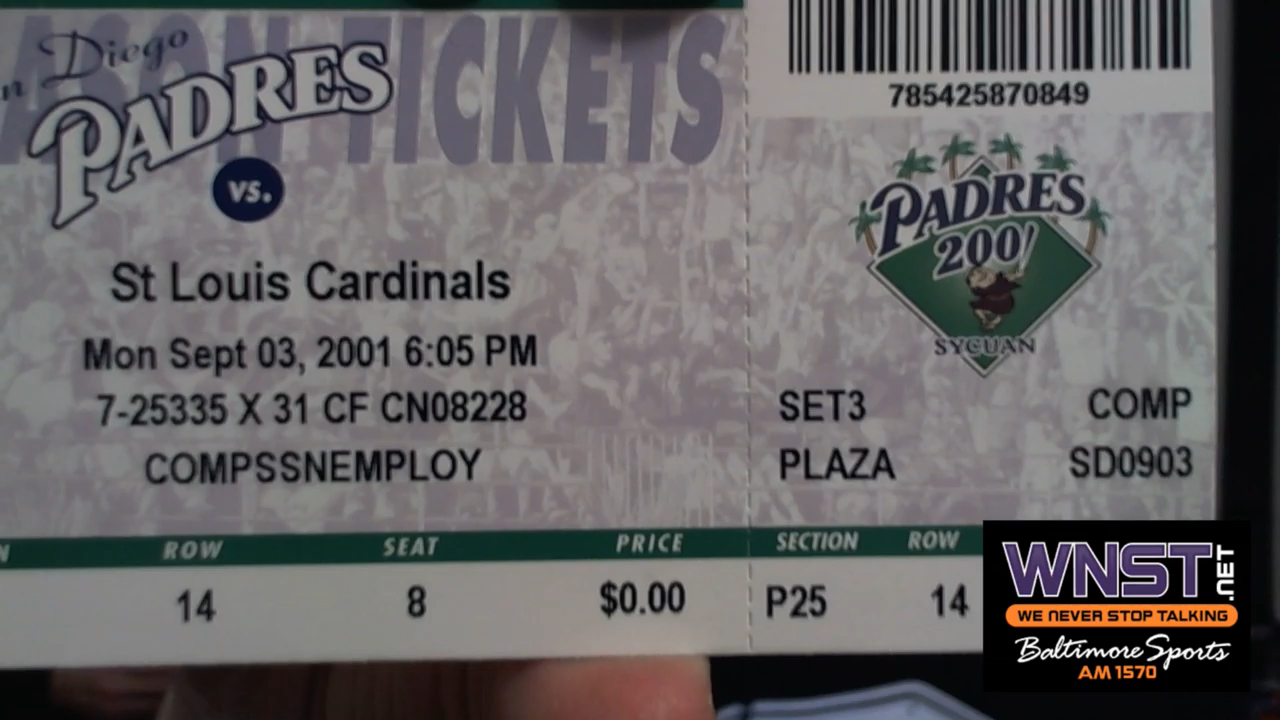 SON TICKETS
n Diego
PADRES
VS.
St Louis Cardinals
Mon Sept 03, 2001 6:05 PM
7-25335 X 31 CF CN08228
COMPSSNEMPLOY
N ROW SEAT PRICE
14 8 $0.00
785425870849
PADRES
2001
SYCUAN
SET3 COMP
PLAZA SD0903
SECTION ROW
P25 14
WNST.NET
WE NEVER STOP TALKING
Baltimore Sports
AM 1570